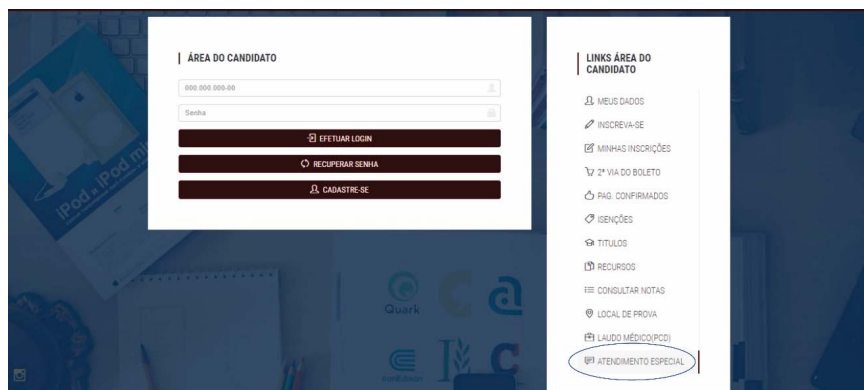 ÁREA DO CANDIDATO
000.000.000-00
Senha
EFETUAR LOGIN
RECUPERAR SENHA
CADASTRE-SE
LINKS ÁREA DO
CANDIDATO
MEUS DADOS
INSCREVA-SE
MINHAS INSCRIÇÕES
2ª VIA DO BOLETO
PAG. CONFIRMADOS
ISENÇÕES
TITULOS
RECURSOS
CONSULTAR NOTAS
LOCAL DE PROVA
LAUDO MÉDICO(PCD)
ATENDIMENTO ESPECIAL
iPod = iPod mini
Quark